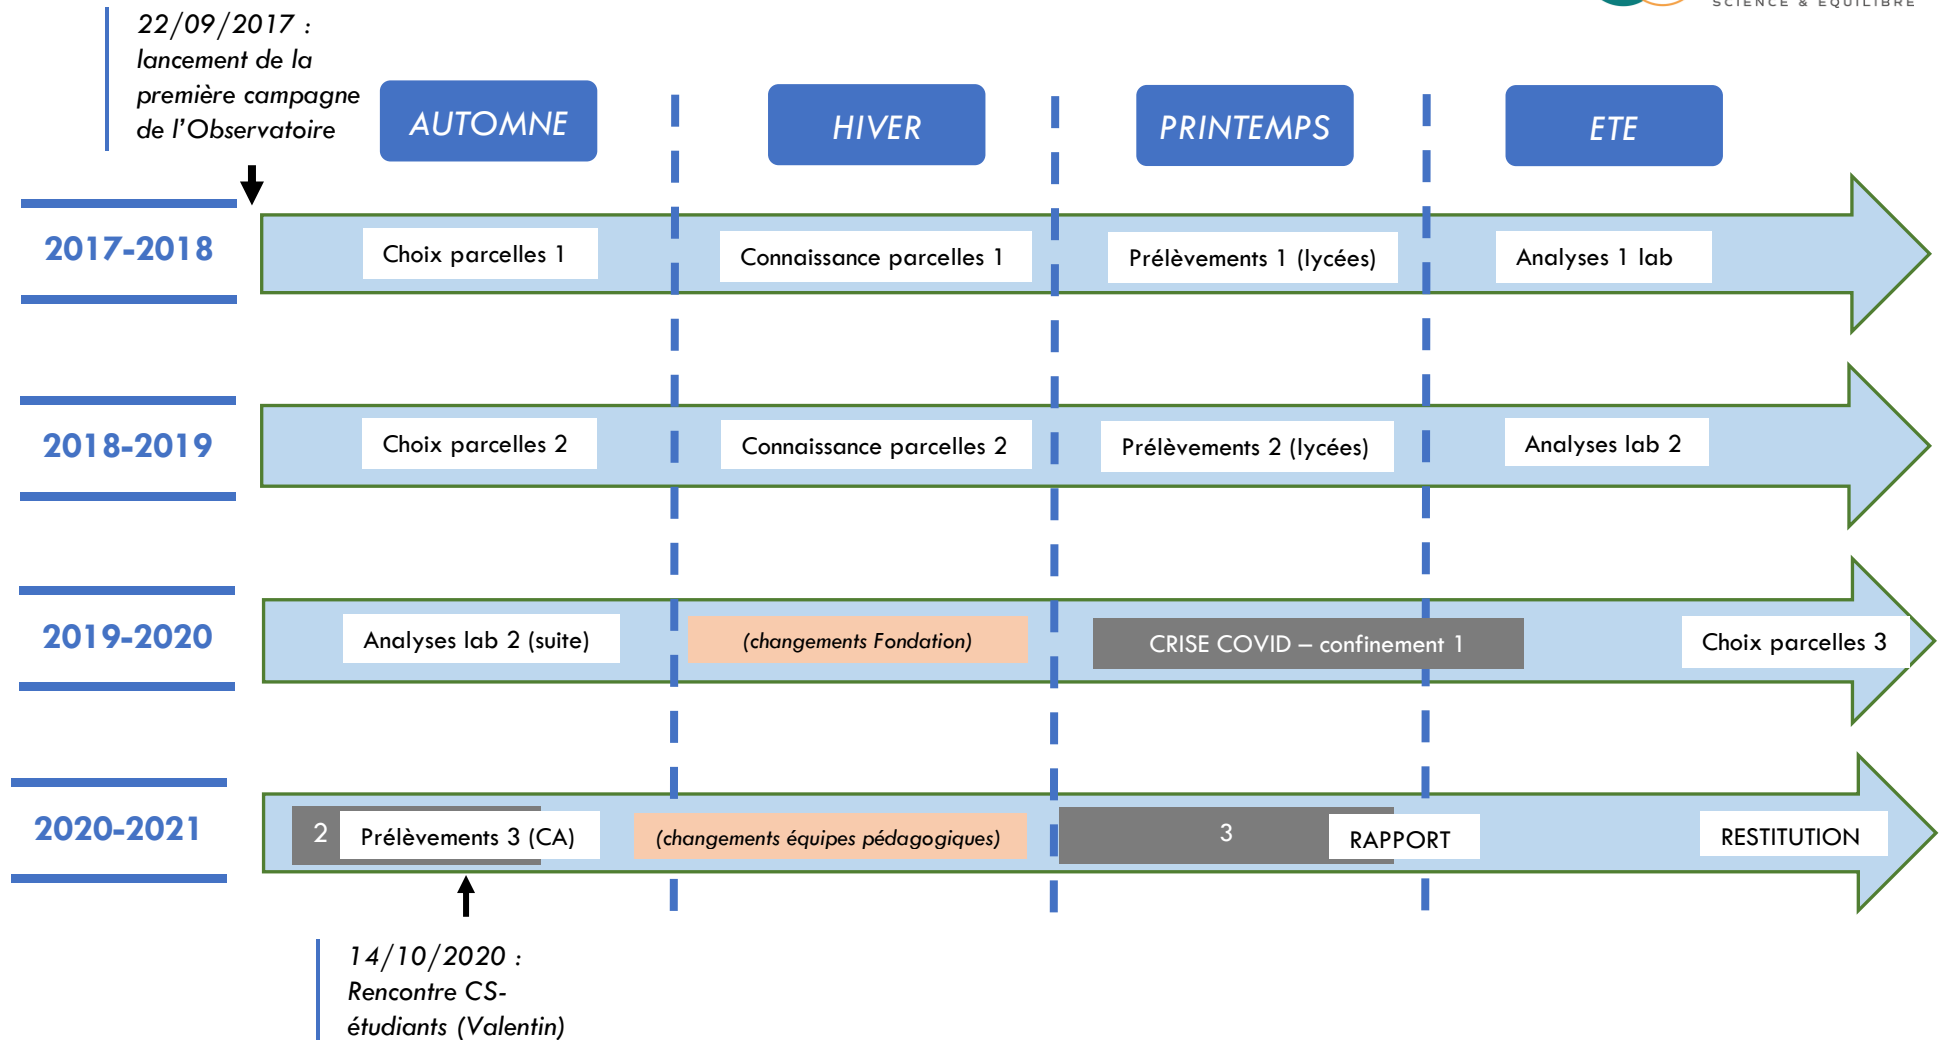 SCIENCE & EQUILIBRE
22/09/2017 :
lancement de la
première campagne
de l'Observatoire
AUTOMNE
HIVER
PRINTEMPS
ETE
2017-2018
Choix parcelles 1
Connaissance parcelles 1
Prélèvements 1 (lycées)
Analyses 1 lab
2018-2019
Choix parcelles 2
Connaissance parcelles 2
Prélèvements 2 (lycées)
Analyses lab 2
2019-2020
Analyses lab 2 (suite)
(changements Fondation)
CRISE COVID – confinement 1
Choix parcelles 3
2020-2021
2
Prélèvements 3 (CA)
(changements équipes pédagogiques)
3
RAPPORT
RESTITUTION
14/10/2020 :
Rencontre CS-
étudiants (Valentin)